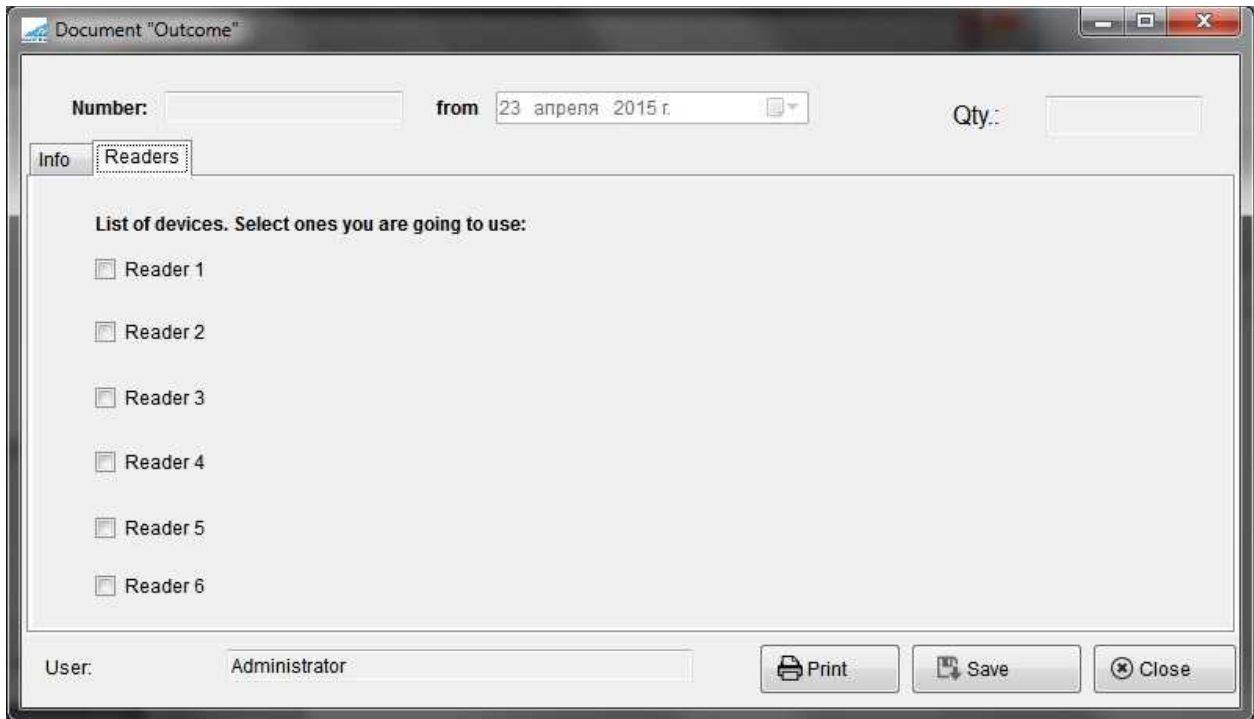 Document "Outcome"
Number: from 23 апреля 2015 г. Qty.:
Info Readers
List of devices. Select ones you are going to use:
Reader 1
Reader 2
Reader 3
Reader 4
Reader 5
Reader 6
User: Administrator Print Save Close